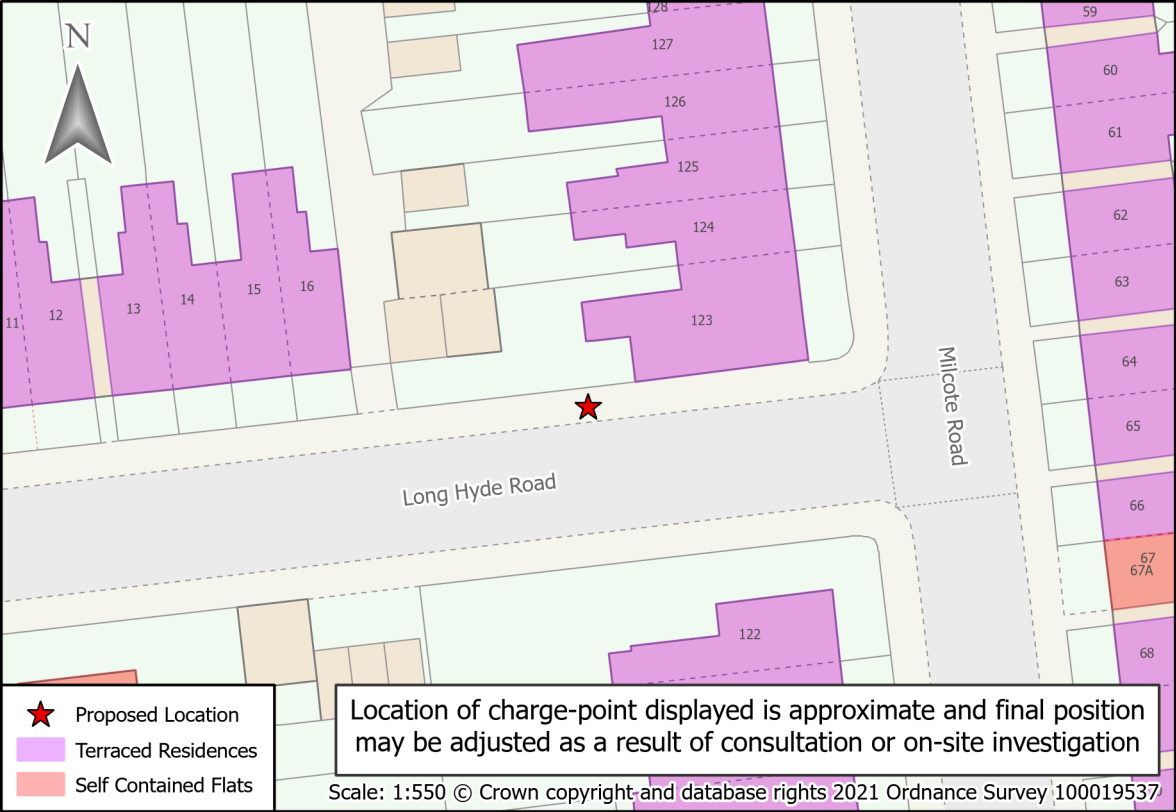 N
128
127
126
125
124
123
59
60
61
62
63
64
65
66
67
67A
68
11
12
13
14
15
16
122
Milcote Road
Long Hyde Road
Proposed Location
Terraced Residences
Self Contained Flats
Location of charge-point displayed is approximate and final position
may be adjusted as a result of consultation or on-site investigation
Scale: 1:550 © Crown copyright and database rights 2021 Ordnance Survey 100019537